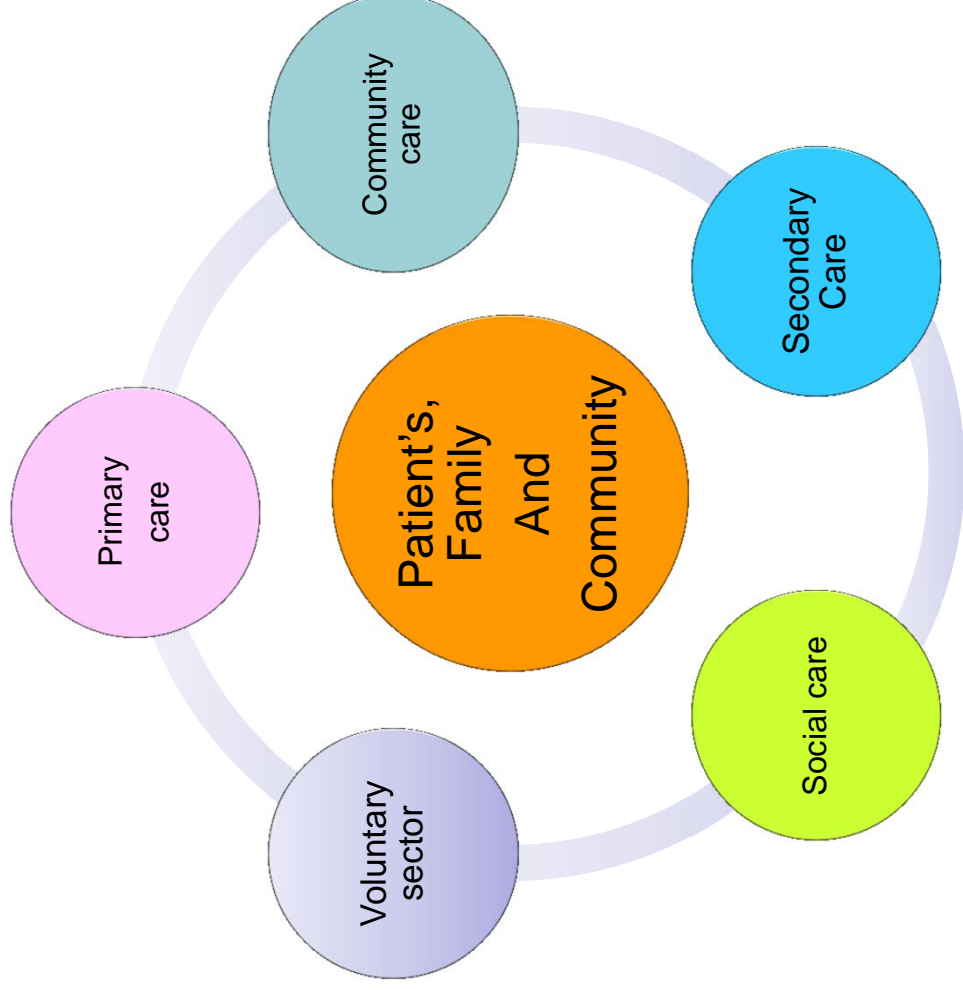 Primary
care
Community
care
Secondary
Care
Social care
Voluntary
sector
Patient's,
Family
And
Community